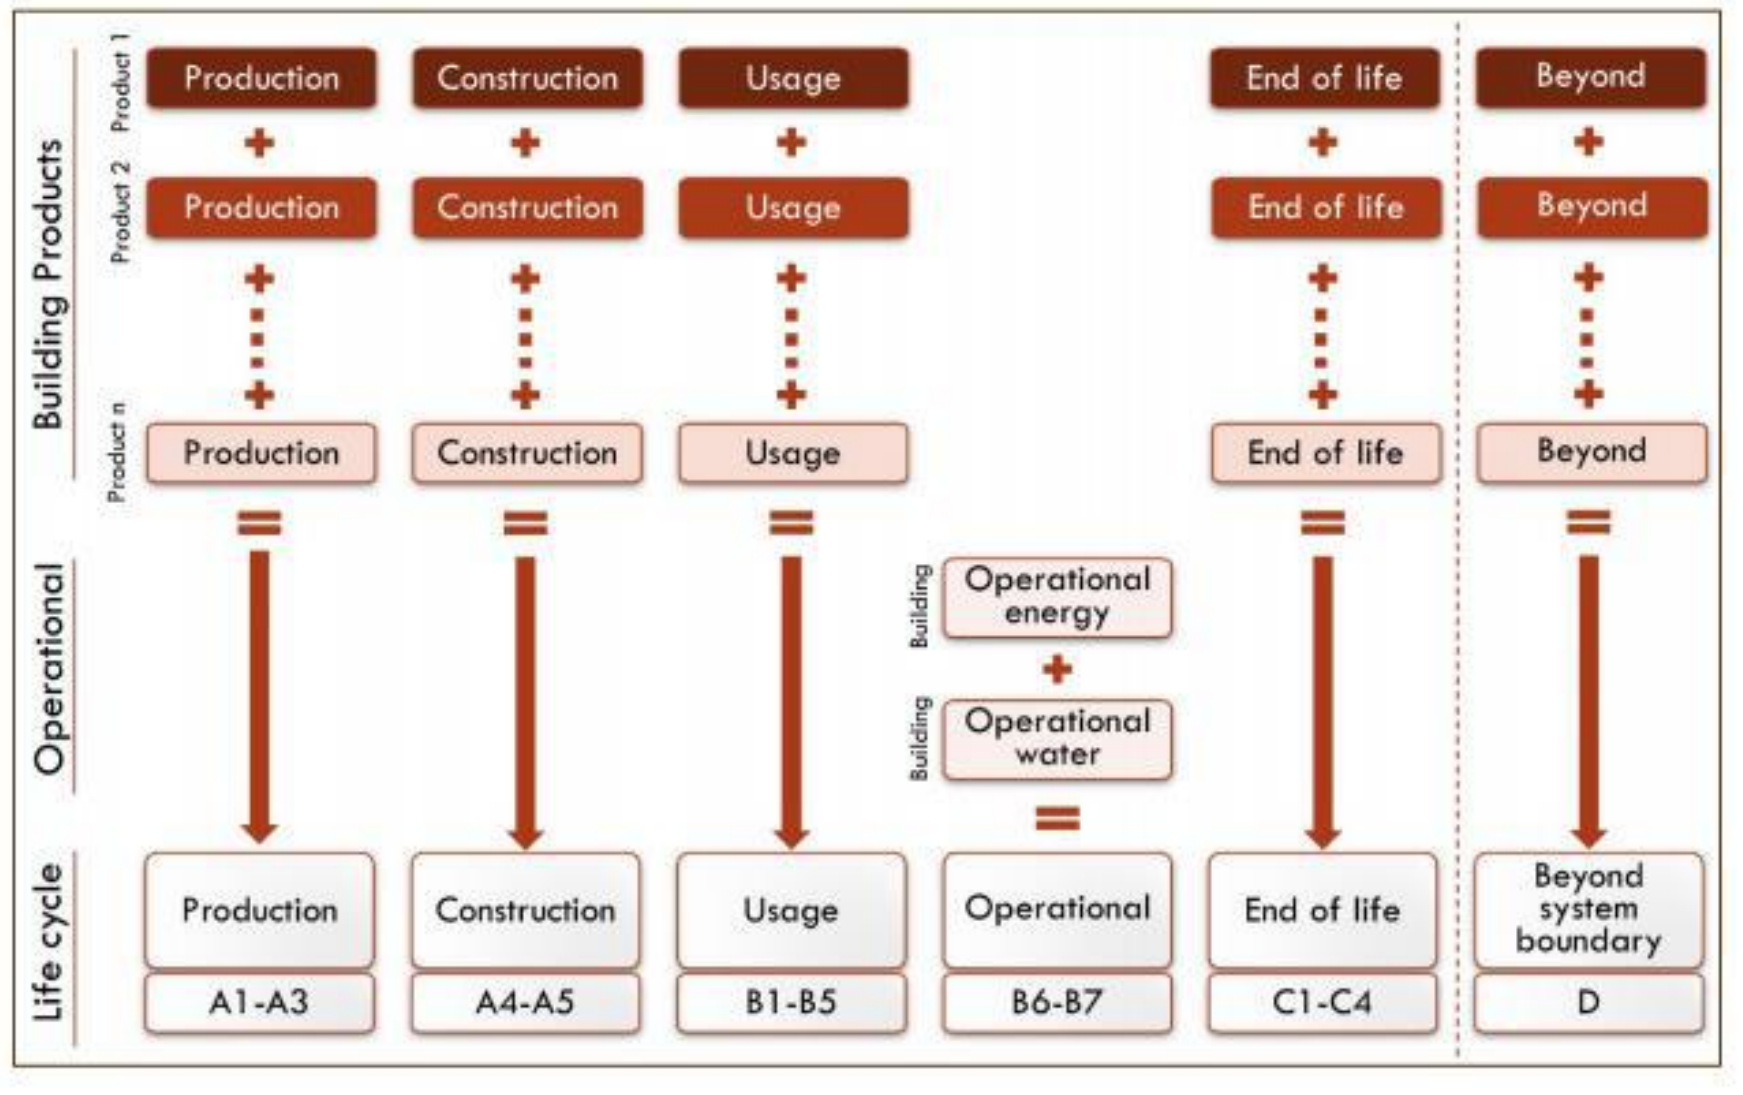 Building Products
Product 1
Production
Construction
Usage
End of life
Beyond
+ + + + +
Product 2
Production
Construction
Usage
End of life
Beyond
+ + + + +
+ + + + +
Product n
Production
Construction
Usage
End of life
Beyond
= = = = =
Operational
Building
Operational
energy
+
Building
Operational
water
=
Life cycle
Production
Construction
Usage
Operational
End of life
Beyond
system
boundary
A1-A3
A4-A5
B1-B5
B6-B7
C1-C4
D